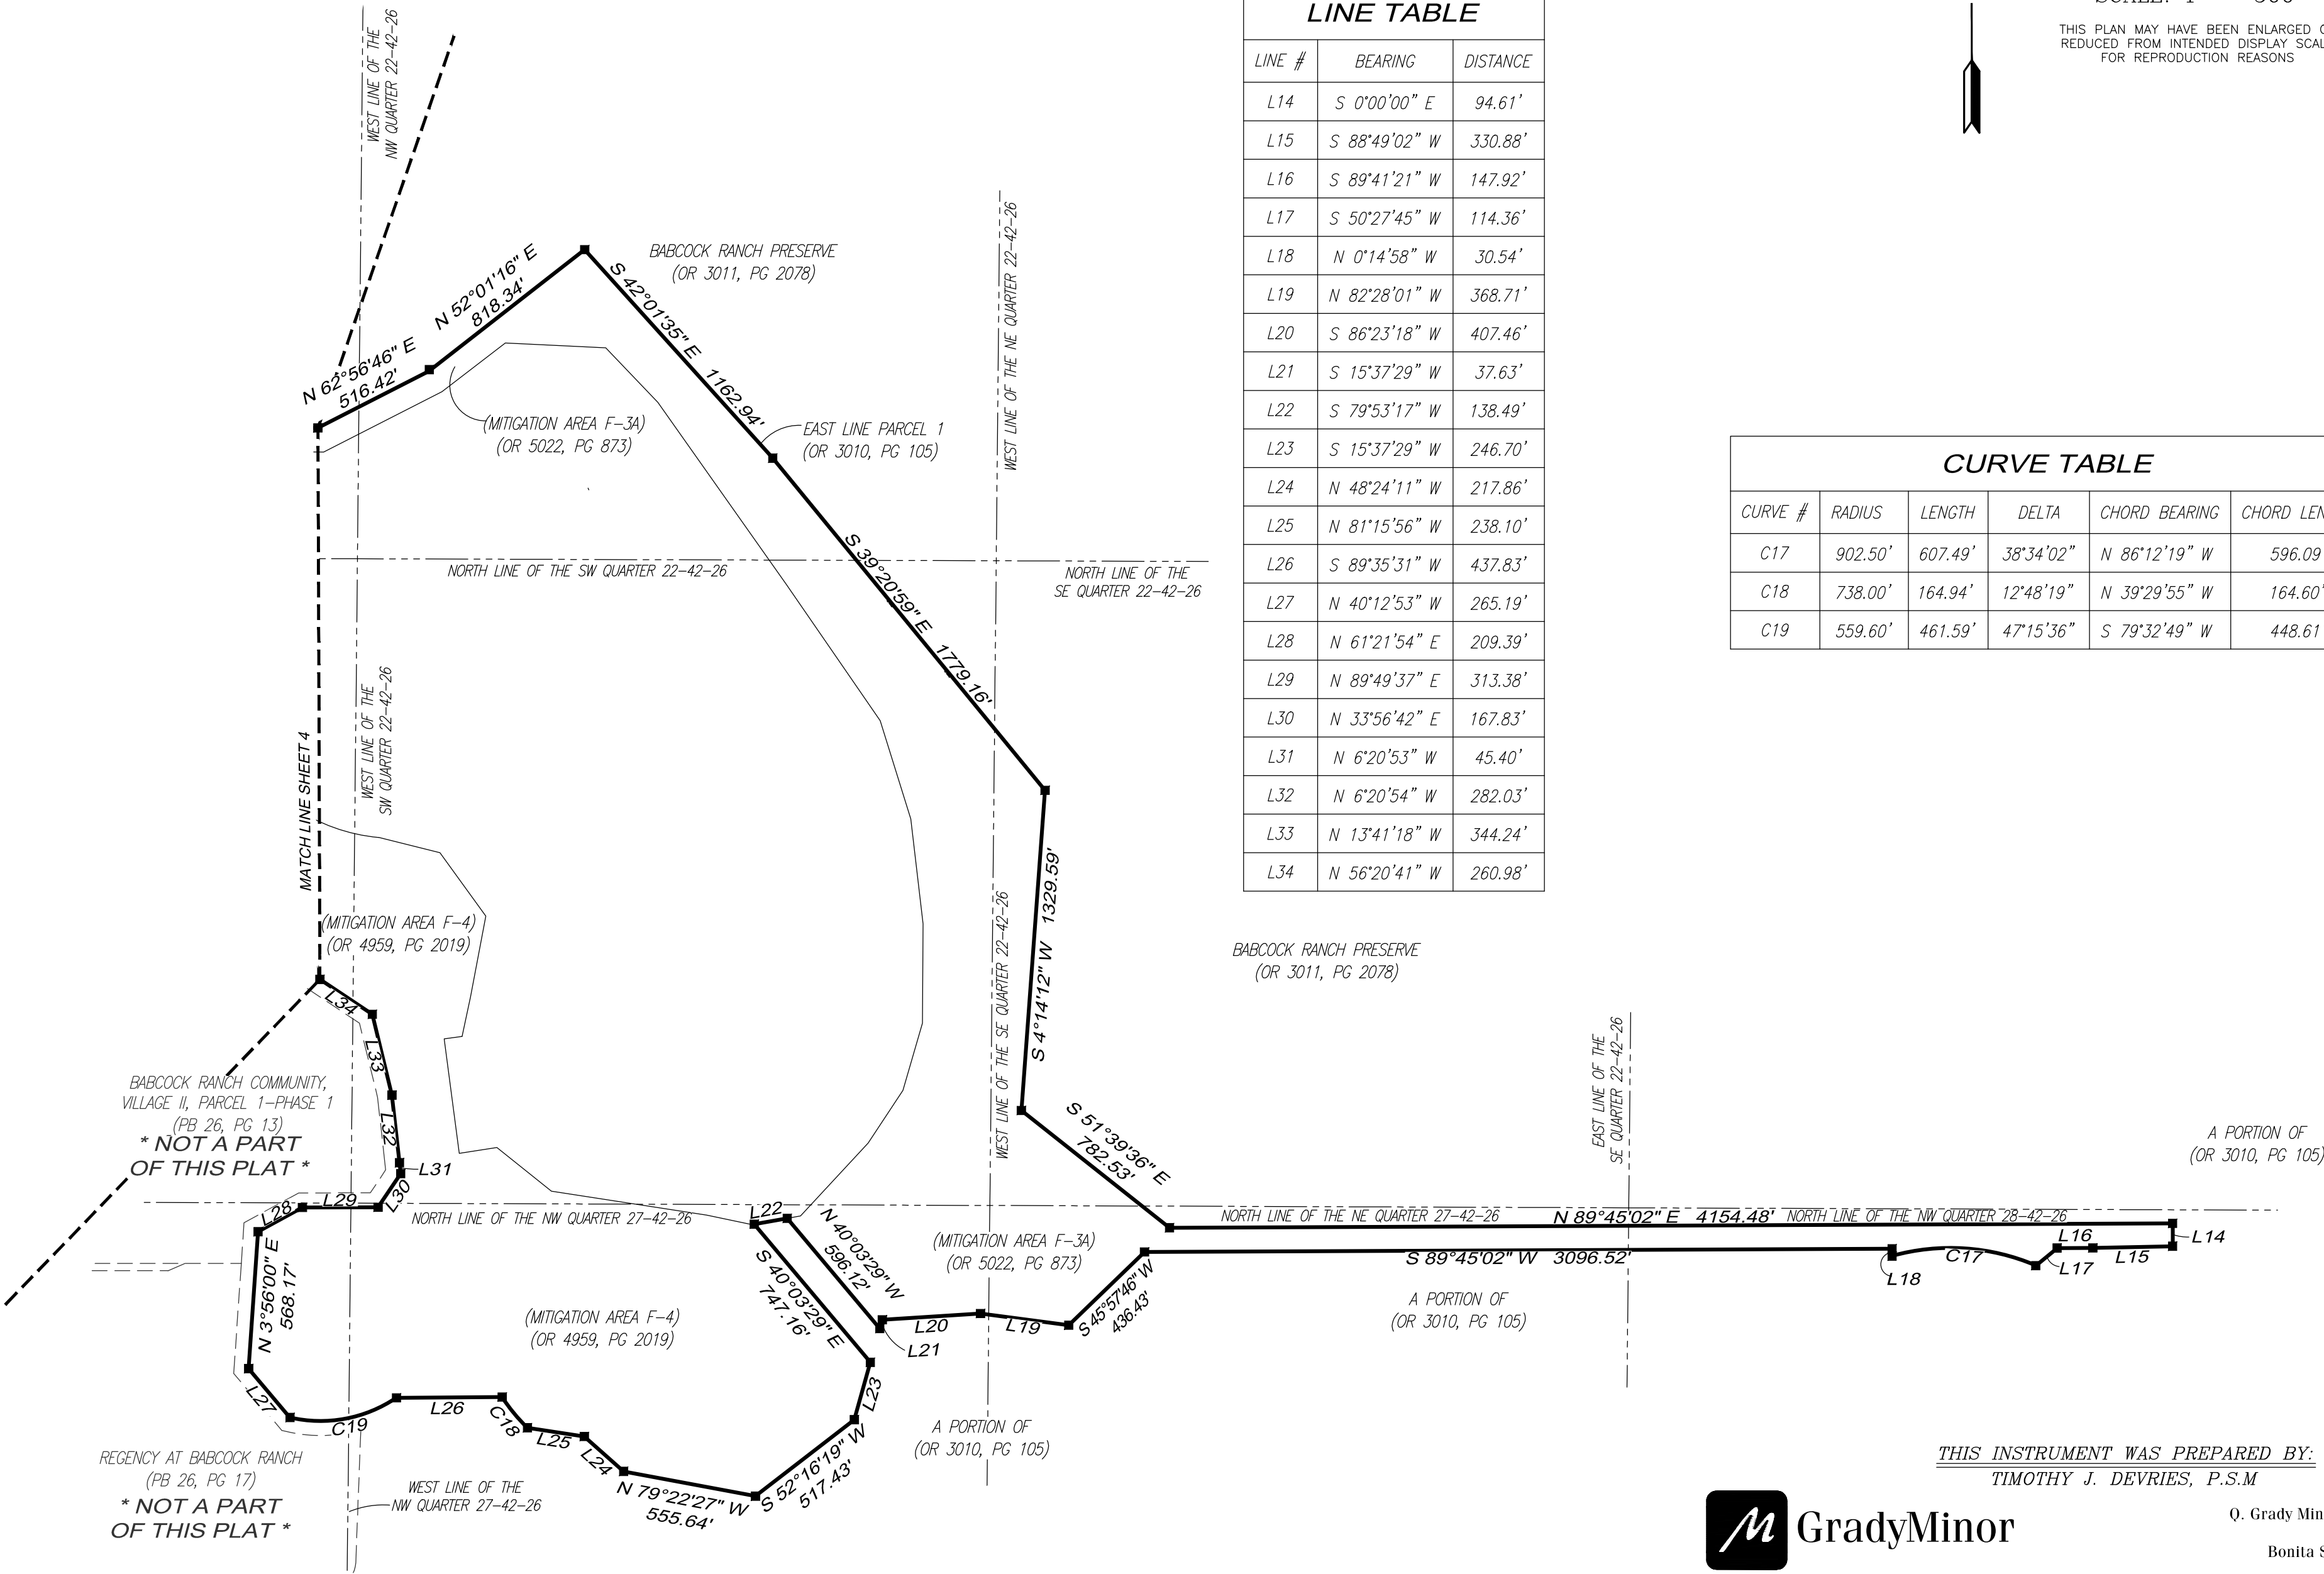 LINE TABLE
LINE # BEARING DISTANCE
L14 S 0°00'00" E 94.61'
L15 S 88°49'02" W 330.88'
L16 S 89°41'21" W 147.92'
L17 S 50°27'45" W 114.36'
L18 N 0°14'58" W 30.54'
L19 N 82°28'01" W 368.71'
L20 S 86°23'18" W 407.46'
L21 S 15°37'29" W 37.63'
L22 S 79°53'17" W 138.49'
L23 S 15°37'29" W 246.70'
L24 N 48°24'11" W 217.86'
L25 N 81°15'56" W 238.10'
L26 S 89°35'31" W 437.83'
L27 N 40°12'53" W 265.19'
L28 N 61°21'54" E 209.39'
L29 N 89°49'37" E 313.38'
L30 N 33°56'42" E 167.83'
L31 N 6°20'53" W 45.40'
L32 N 6°20'54" W 282.03'
L33 N 13°41'18" W 344.24'
L34 N 56°20'41" W 260.98'
THIS PLAN MAY HAVE BEEN ENLARGED
REDUCED FROM INTENDED DISPLAY
FOR REPRODUCTION REASONS
CURVE TABLE
CURVE # RADIUS LENGTH DELTA CHORD BEARING CHORD
C17 902.50' 607.49' 38°34'02" N 86°12'19" W 596.09
C18 738.00' 164.94' 12°48'19" N 39°29'55" W 164.60'
C19 559.60' 461.59' 47°15'36" S 79°32'49" W 448.61
WEST LINE OF THE
NW QUARTER 22-42-26
BABCOCK RANCH PRESERVE
(OR 3011, PG 2078)
WEST LINE OF THE NE QUARTER 22-42-26
N 52°01'16" E
818.34'
N 62°56'46" E
516.42'
S 42°01'35" E 1162.94'
(MITIGATION AREA F-3A)
(OR 5022, PG 873)
EAST LINE PARCEL 1
(OR 3010, PG 105)
NORTH LINE OF THE SW QUARTER 22-42-26
NORTH LINE OF THE
SE QUARTER 22-42-26
S 39°20'59" E 1779.16'
MATCH LINE SHEET 4
WEST LINE OF THE
SW QUARTER 22-42-26
(MITIGATION AREA F-4)
(OR 4959, PG 2019)
WEST LINE OF THE SE QUARTER 22-42-26
S 4°14'12" W 1329.59'
BABCOCK RANCH PRESERVE
(OR 3011, PG 2078)
L34
L33
L32
L31
L30
L29
L28
BABCOCK RANCH COMMUNITY,
VILLAGE II, PARCEL 1-PHASE 1
(PB 26, PG 13)
* NOT A PART
OF THIS PLAT *
EAST LINE OF THE
SE QUARTER 22-42-26
S 51°39'36" E
782.53'
A PORTION OF
(OR 3010, PG 105)
NORTH LINE OF THE NW QUARTER 27-42-26
L22
NORTH LINE OF THE NE QUARTER 27-42-26
N 89°45'02" E 4154.48'
NORTH LINE OF THE NW QUARTER 28-42-26
L14
L15
L16
L17
C17
L18
S 89°45'02" W 3096.52'
N 40°03'29" W
596.12'
(MITIGATION AREA F-3A)
(OR 5022, PG 873)
S 45°57'46" W
436.43'
L19
L20
L21
S 40°03'29" E
747.16'
N 3°56'00" E
568.17'
(MITIGATION AREA F-4)
(OR 4959, PG 2019)
A PORTION OF
(OR 3010, PG 105)
L27
C19
L26
C18
L25
L24
L23
N 79°22'27" W
555.64'
S 52°16'19" W
517.43'
A PORTION OF
(OR 3010, PG 105)
REGENCY AT BABCOCK RANCH
(PB 26, PG 17)
* NOT A PART
OF THIS PLAT *
WEST LINE OF THE
NW QUARTER 27-42-26
THIS INSTRUMENT WAS PREPARED BY:
TIMOTHY J. DEVRIES, P.S.M
GradyMinor
Q. Grady
Bonita